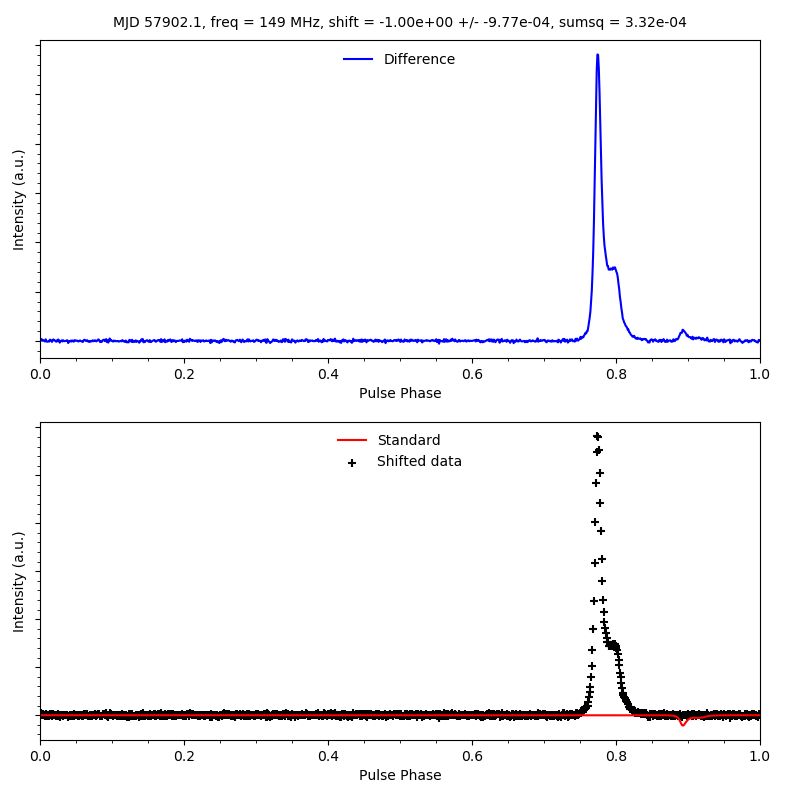 MJD 57902.1, freq = 149 MHz, shift = -1.00e+00 +/- -9.77e-04, sumsq = 3.32e-04
Difference
Intensity (a.u.)
0.0 0.2 0.4 0.6 0.8 1.0
Pulse Phase
Standard
Shifted data
Intensity (a.u.)
0.0 0.2 0.4 0.6 0.8 1.0
Pulse Phase